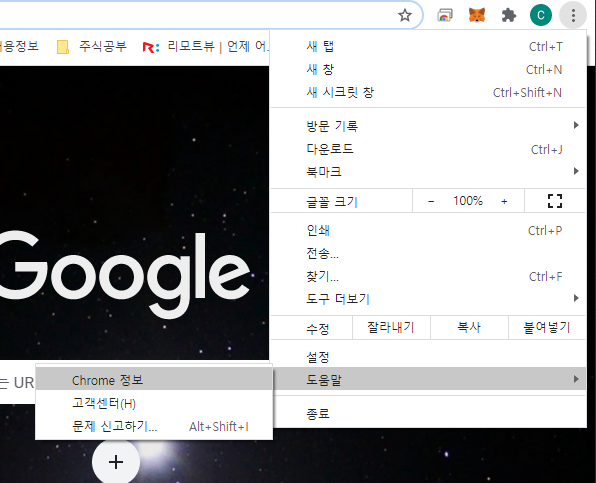 C
용정보 주식공부 R: 리모트뷰 | 언제 어..
새 탭 Ctrl+T
새 창 Ctrl+N
새 시크릿 창 Ctrl+Shift+N
방문 기록
다운로드 Ctrl+J
북마크
글꼴 크기 − 100% +
Google
인쇄 Ctrl+P
전송...
찾기... Ctrl+F
도구 더보기
수정 잘라내기 복사 붙여넣기
설정
는 UR
도움말
Chrome 정보
고객센터(H)
문제 신고하기... Alt+Shift+I
종료